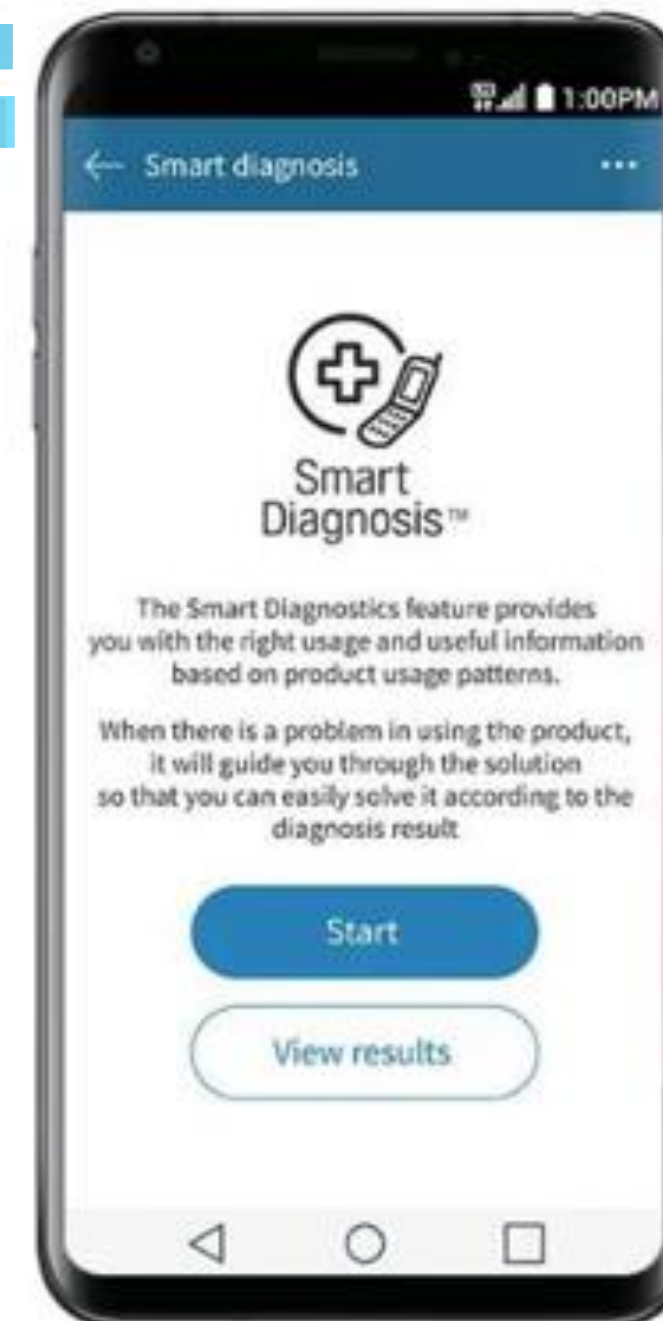 1:00PM
Smart diagnosis
Smart
Diagnosis™
The Smart Diagnostics feature provides
you with the right usage and useful information
based on product usage patterns.
When there is a problem in using the product,
it will guide you through the solution
so that you can easily solve it according to the
diagnosis result
Start
View results